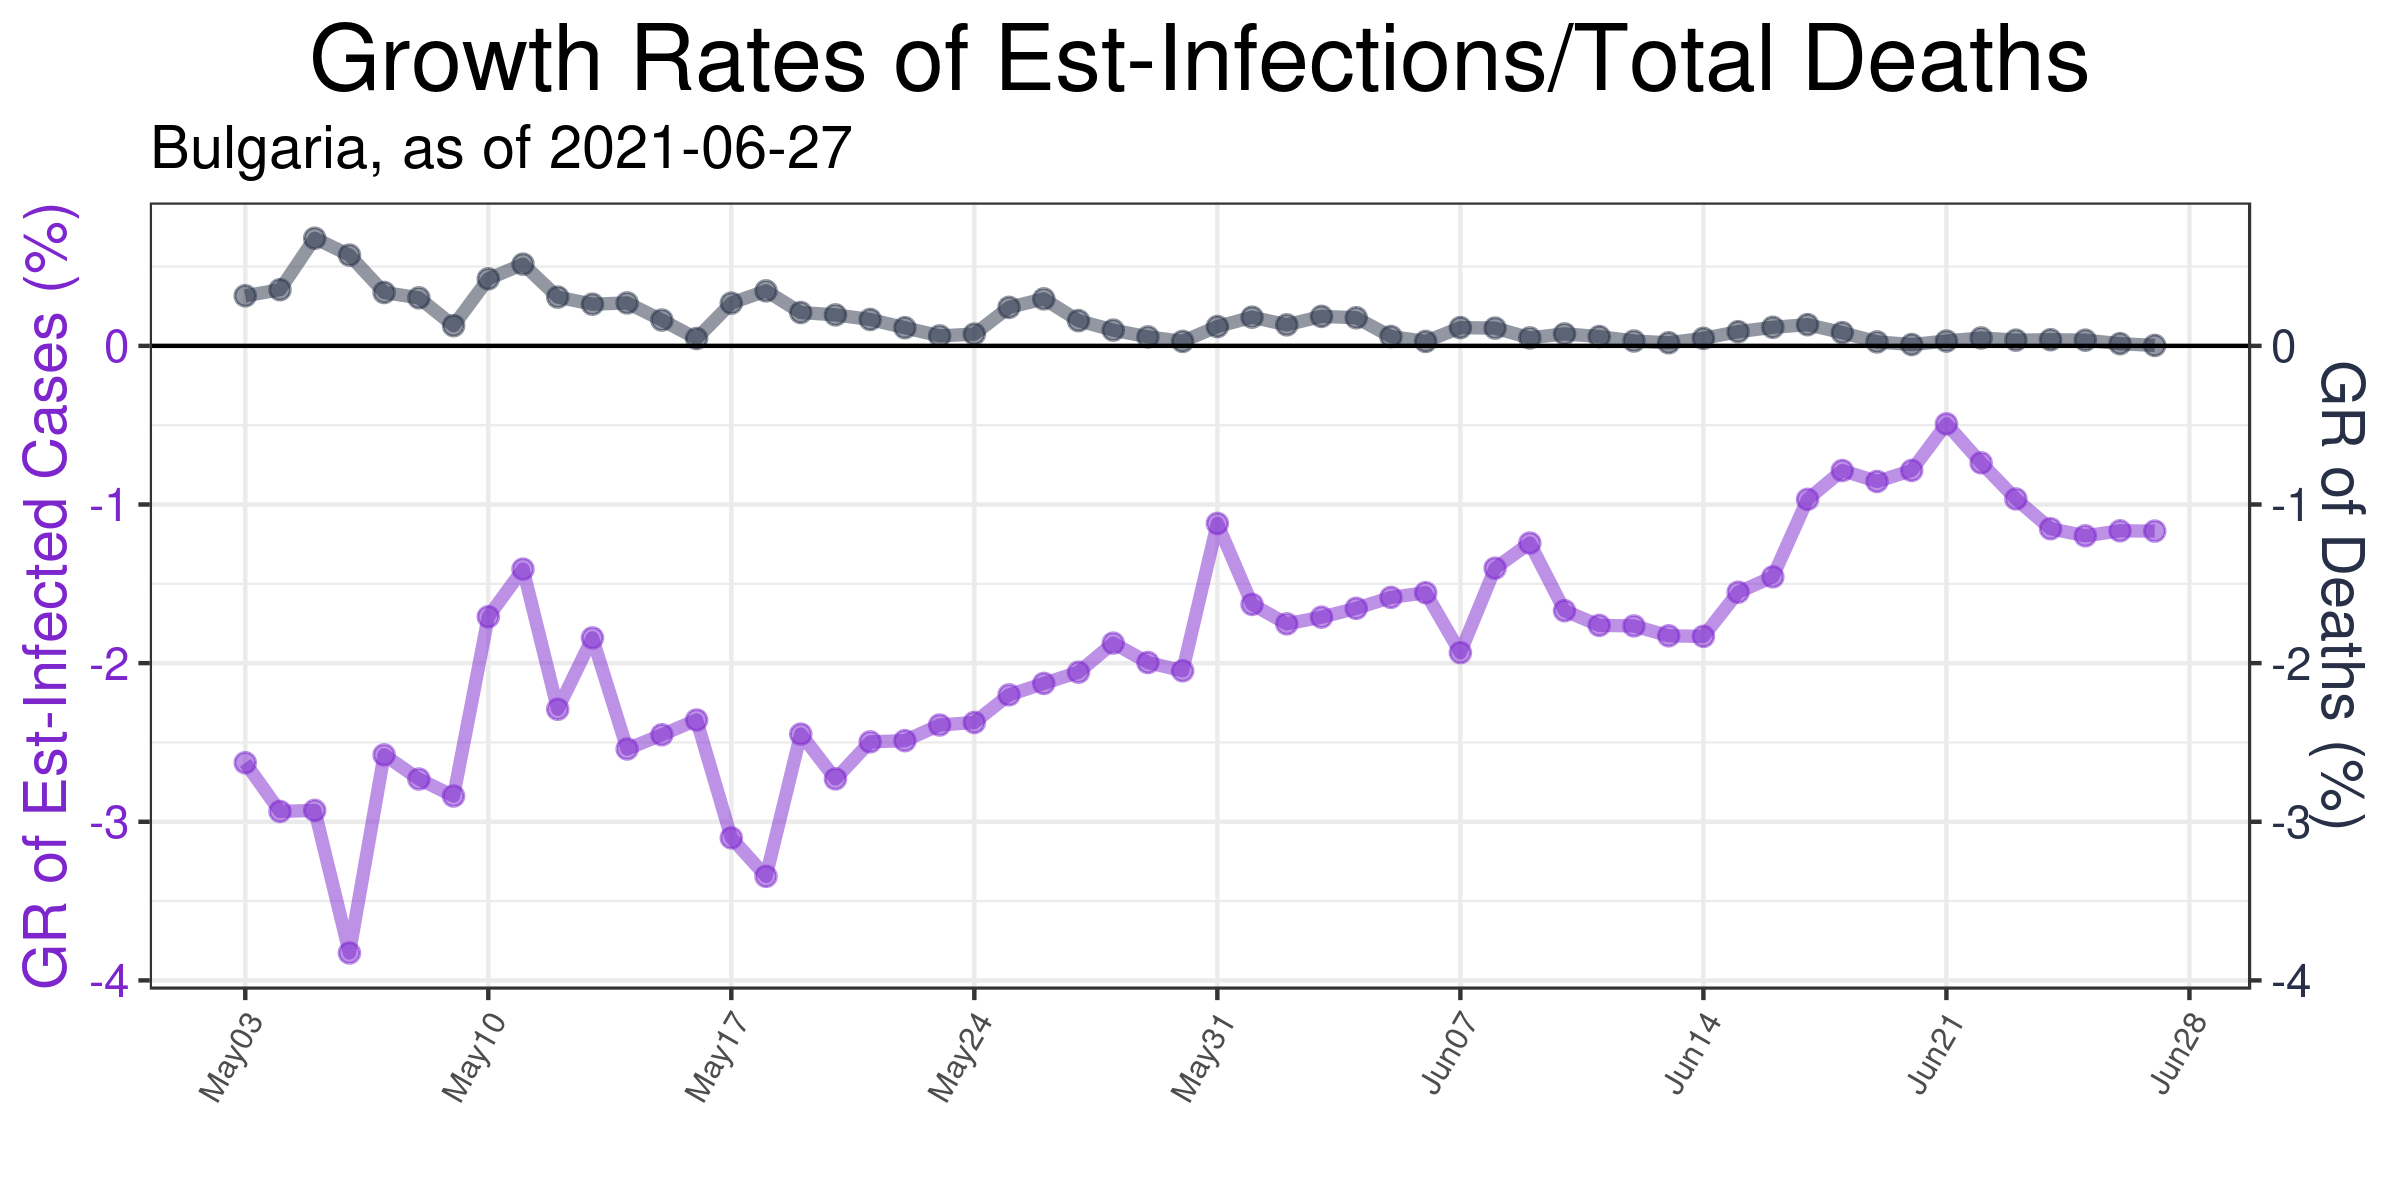 Growth Rates of Est-Infections/Total Deaths
Bulgaria, as of 2021-06-27
GR of Est-Infected Cases (%)
0
-1
-2
-3
-4
0
-1
-2
-3
-4
GR of Deaths (%)
May03
May10
May17
May24
May31
Jun07
Jun14
Jun21
Jun28